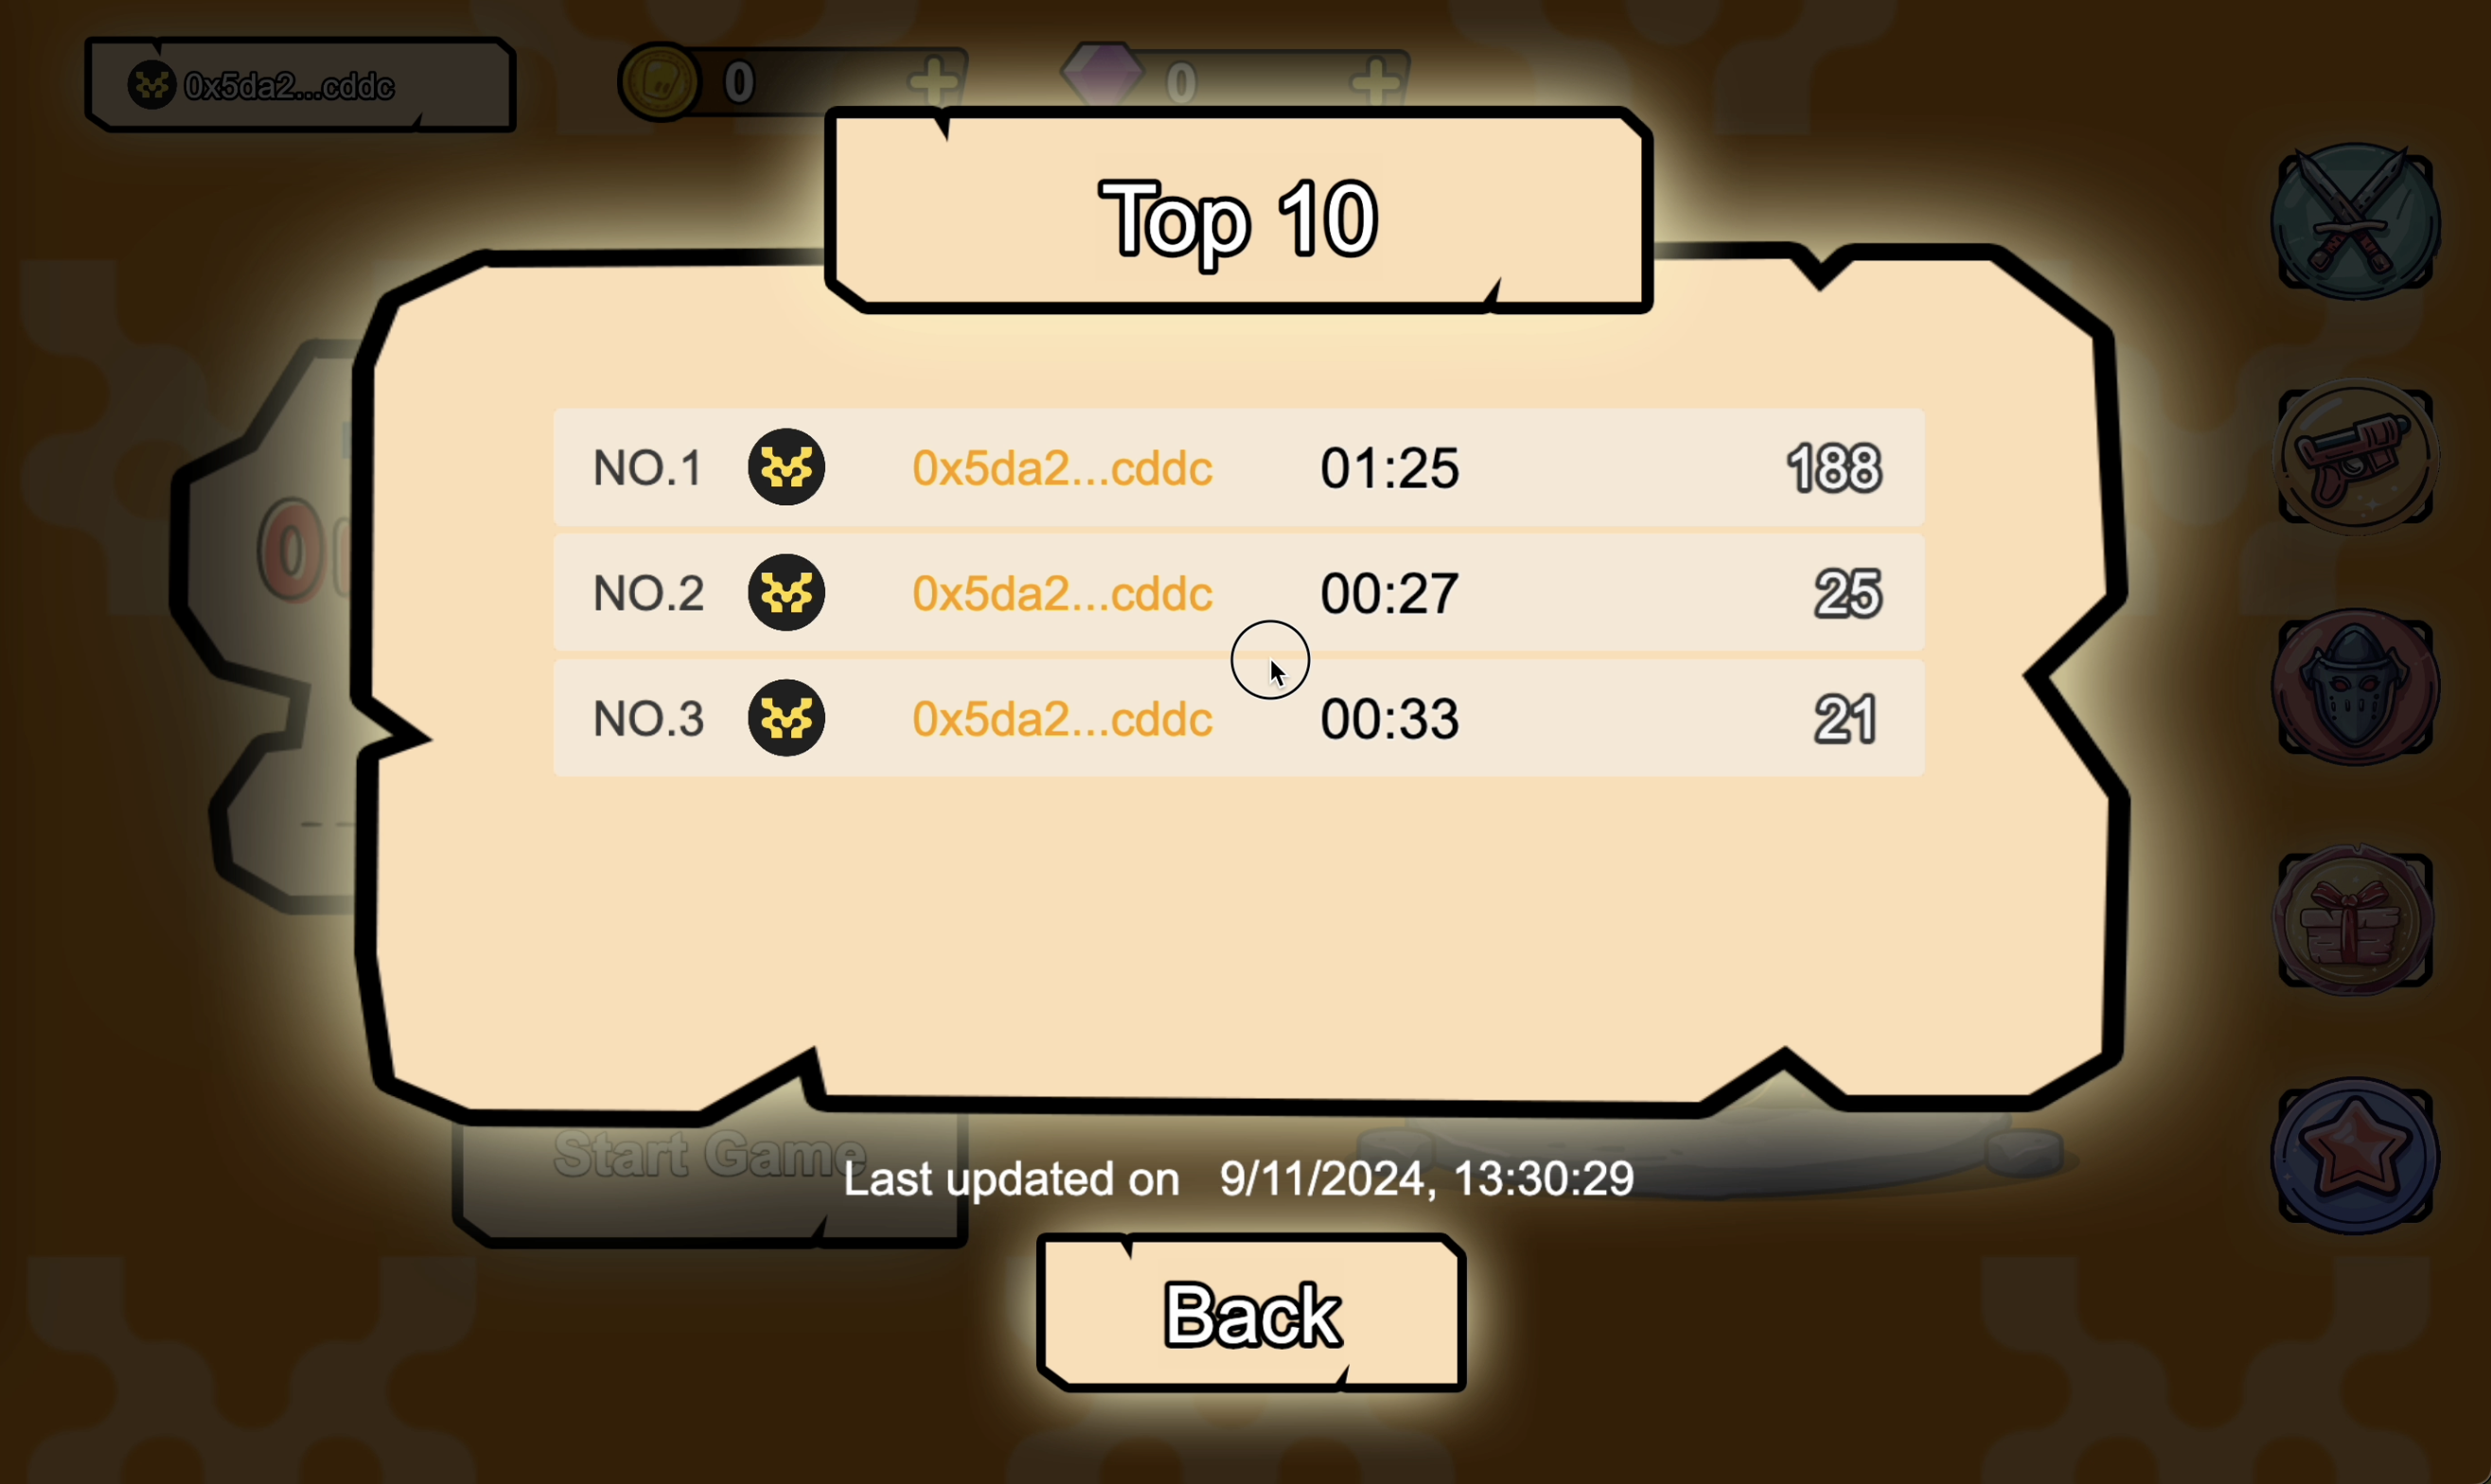 0x5da2...cddc
0
0
Top 10
NO.1 0x5da2...cddc 01:25 188
NO.2 0x5da2...cddc 00:27 25
NO.3 0x5da2...cddc 00:33 21
Start Game
Last updated on 9/11/2024, 13:30:29
Back